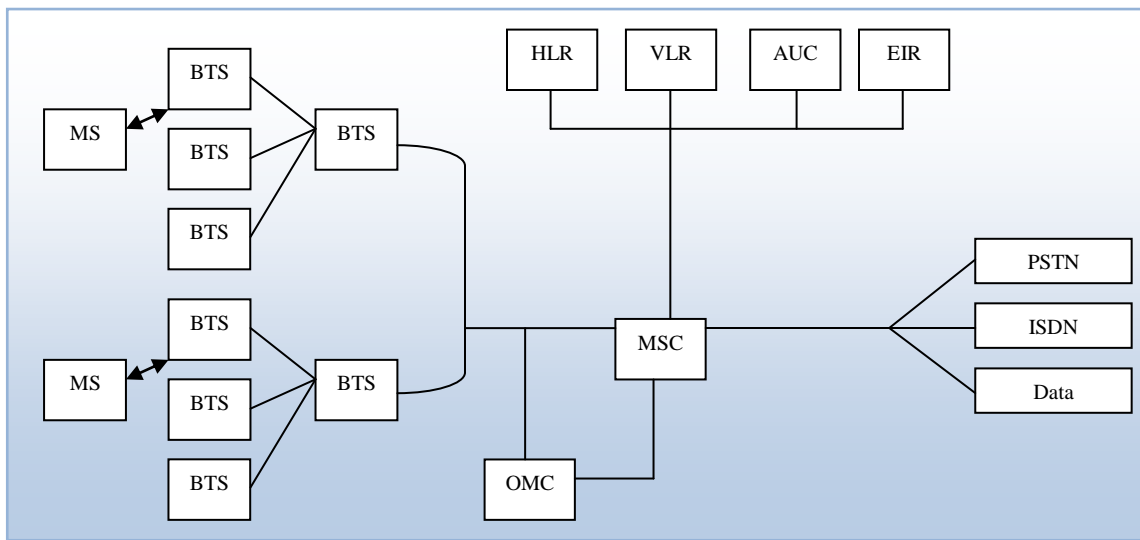 HLR
VLR
AUC
EIR
BTS
MS
BTS
BTS
BTS
PSTN
BTS
ISDN
MSC
MS
BTS
BTS
Data
BTS
OMC